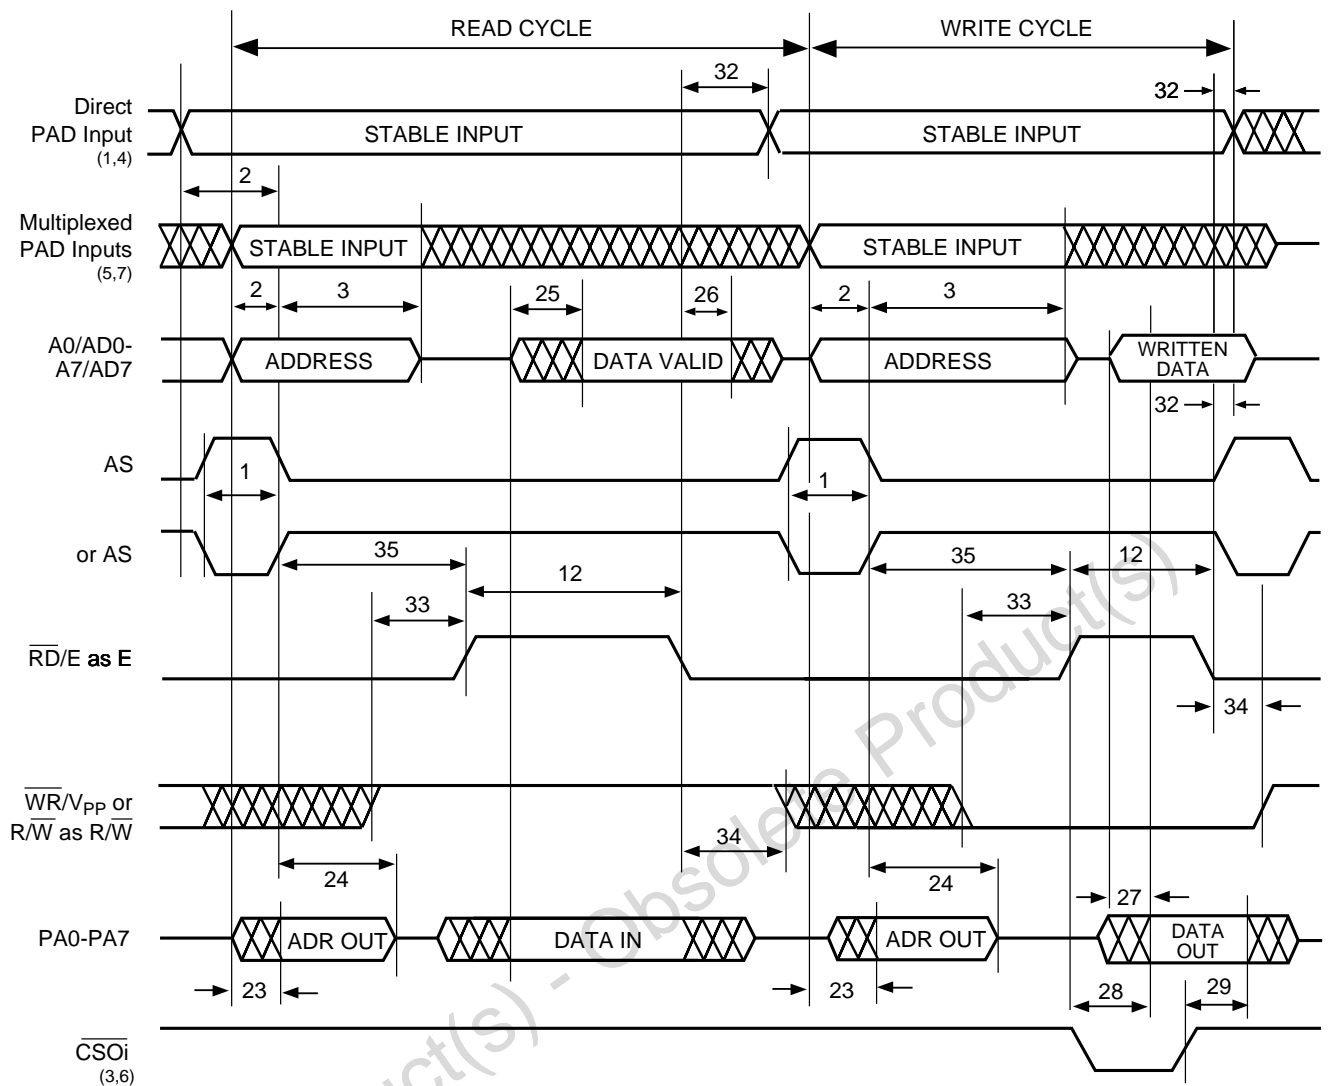 READ CYCLE
WRITE CYCLE
32
32
Direct
PAD Input
(1,4)
STABLE INPUT
STABLE INPUT
2
Multiplexed
PAD Inputs
(5,7)
STABLE INPUT
STABLE INPUT
2
3
25
26
2
3
A0/AD0-
A7/AD7
ADDRESS
DATA VALID
ADDRESS
WRITTEN
DATA
32
AS
1
1
or AS
35
12
35
12
33
33
RD/E as E
34
WR/VPP or
R/W as R/W
34
24
24
27
PA0-PA7
ADR OUT
DATA IN
ADR OUT
DATA
OUT
23
23
28
29
CSOi
(3,6)
uct(s) - Obsolete Product(s)